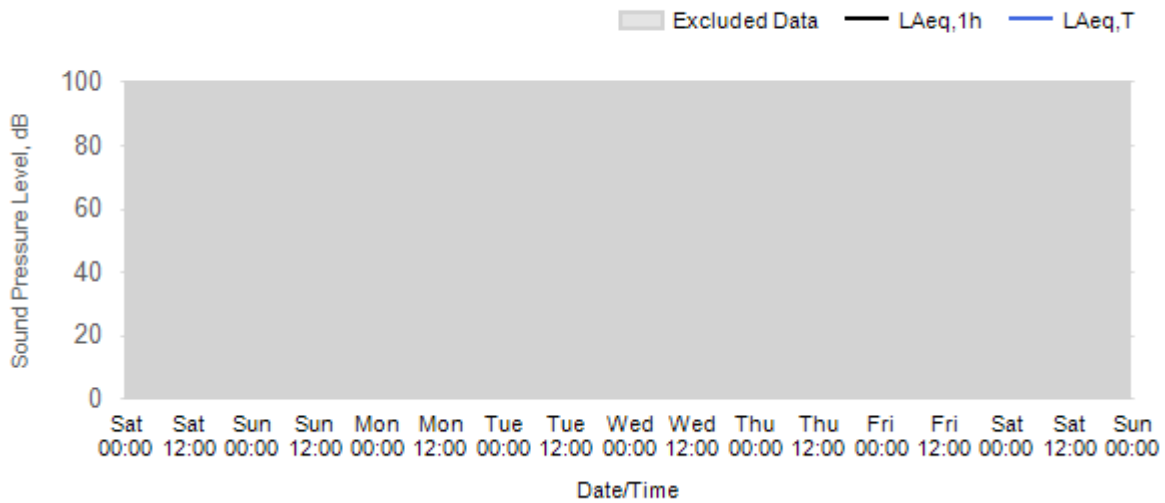 Excluded Data LAeq,1h LAeq,T
Sound Pressure Level, dB
100
80
60
40
20
0
Sat Sat Sun Sun Mon Mon Tue Tue Wed Wed Thu Thu Fri Fri Sat Sat Sun
00:00 12:00 00:00 12:00 00:00 12:00 00:00 12:00 00:00 12:00 00:00 12:00 00:00 12:00 00:00 12:00 00:00
Date/Time